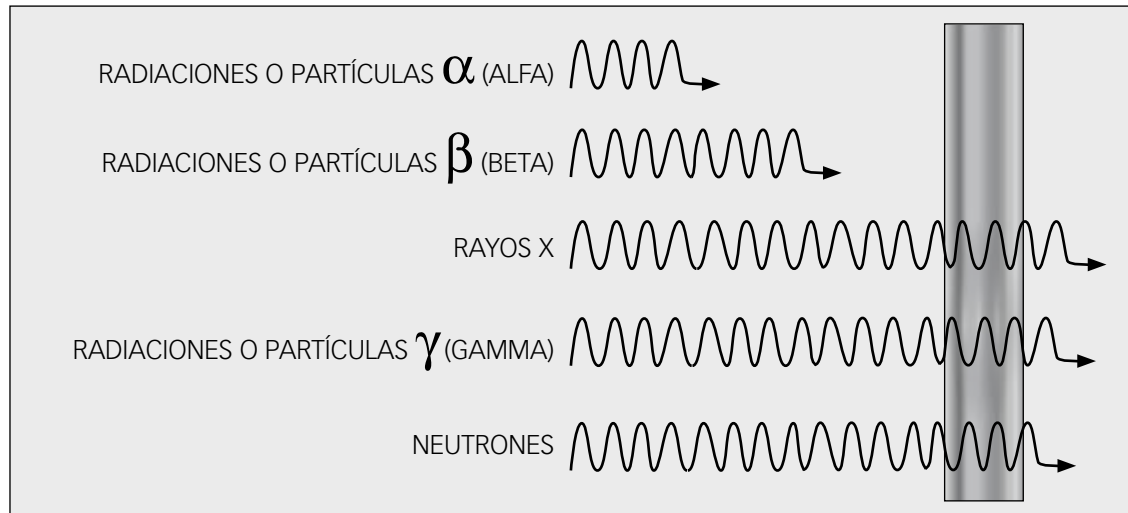 RADIACIONES O PARTÍCULAS α (ALFA)
RADIACIONES O PARTÍCULAS β (BETA)
RAYOS X
RADIACIONES O PARTÍCULAS γ (GAMMA)
NEUTRONES